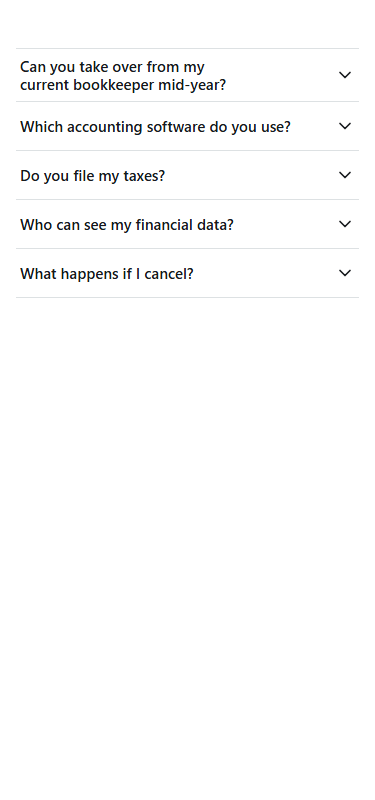 Can you take over from my
current bookkeeper mid-year?
Which accounting software do you use?
Do you file my taxes?
Who can see my financial data?
What happens if I cancel?